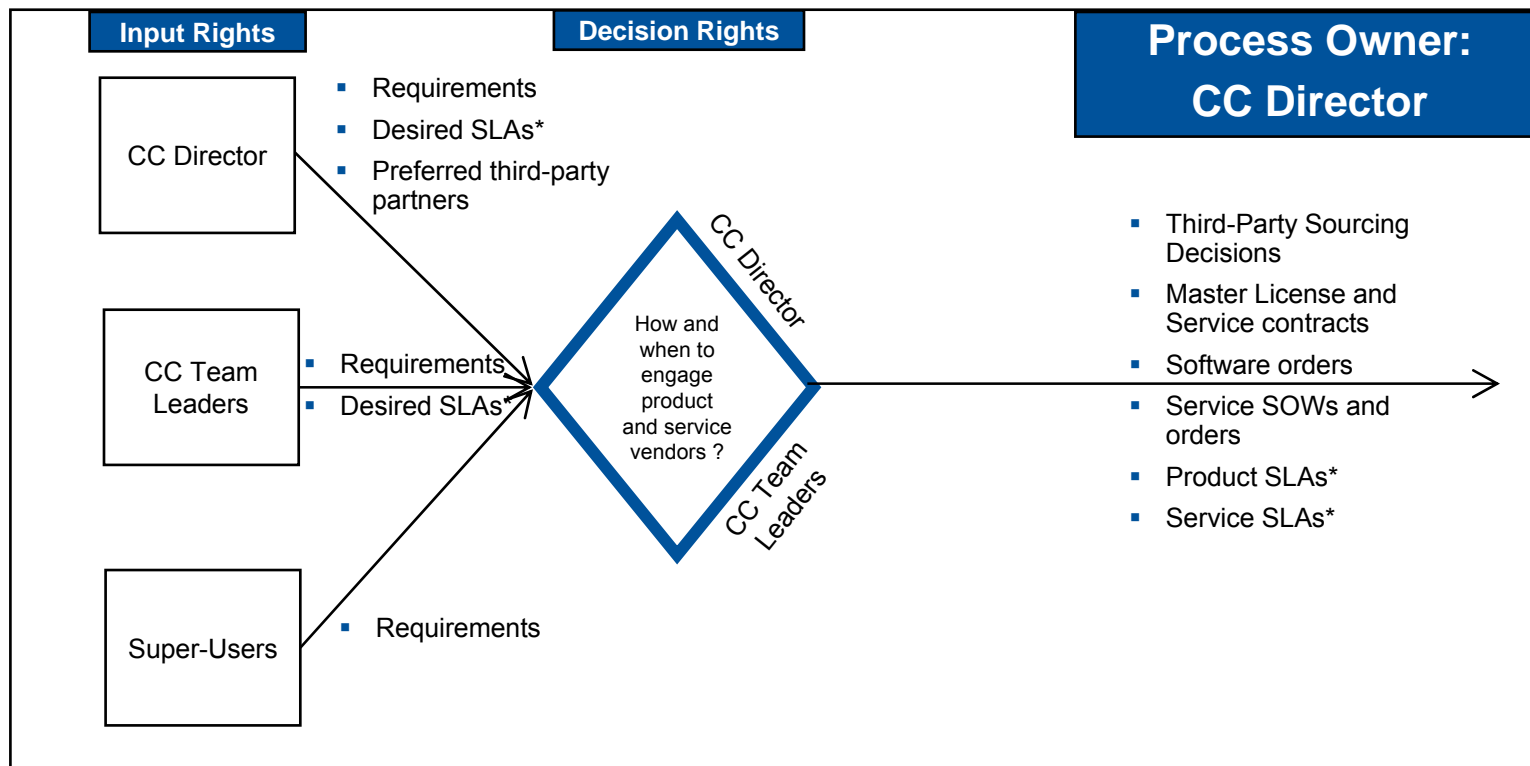 Input Rights
Decision Rights
Process Owner:
CC Director
CC Director
▪ Requirements
▪ Desired SLAs*
▪ Preferred third-party
partners
CC Team
Leaders
▪ Requirements
▪ Desired SLAs*
Super-Users
▪ Requirements
CC Director
How and
when to
engage
product
and service
vendors ?
CC Team
Leaders
▪ Third-Party Sourcing
Decisions
▪ Master License and
Service contracts
▪ Software orders
▪ Service SOWs and
orders
▪ Product SLAs*
▪ Service SLAs*